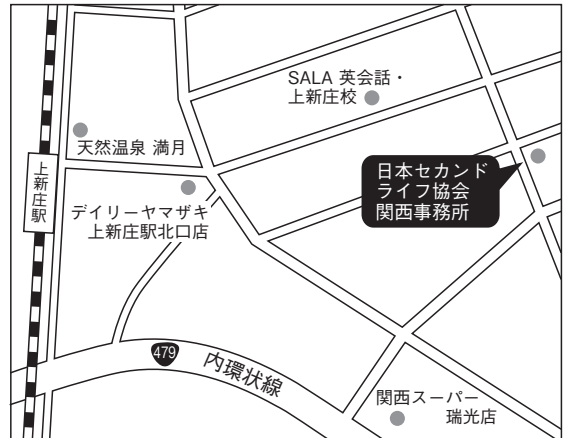 SALA 英会話・
上新庄校
天然温泉 満月
上新庄駅
日本セカンド
ライフ協会
関西事務所
デイリーヤマザキ
上新庄駅北口店
479
内環状線
関西スーパー
瑞光店